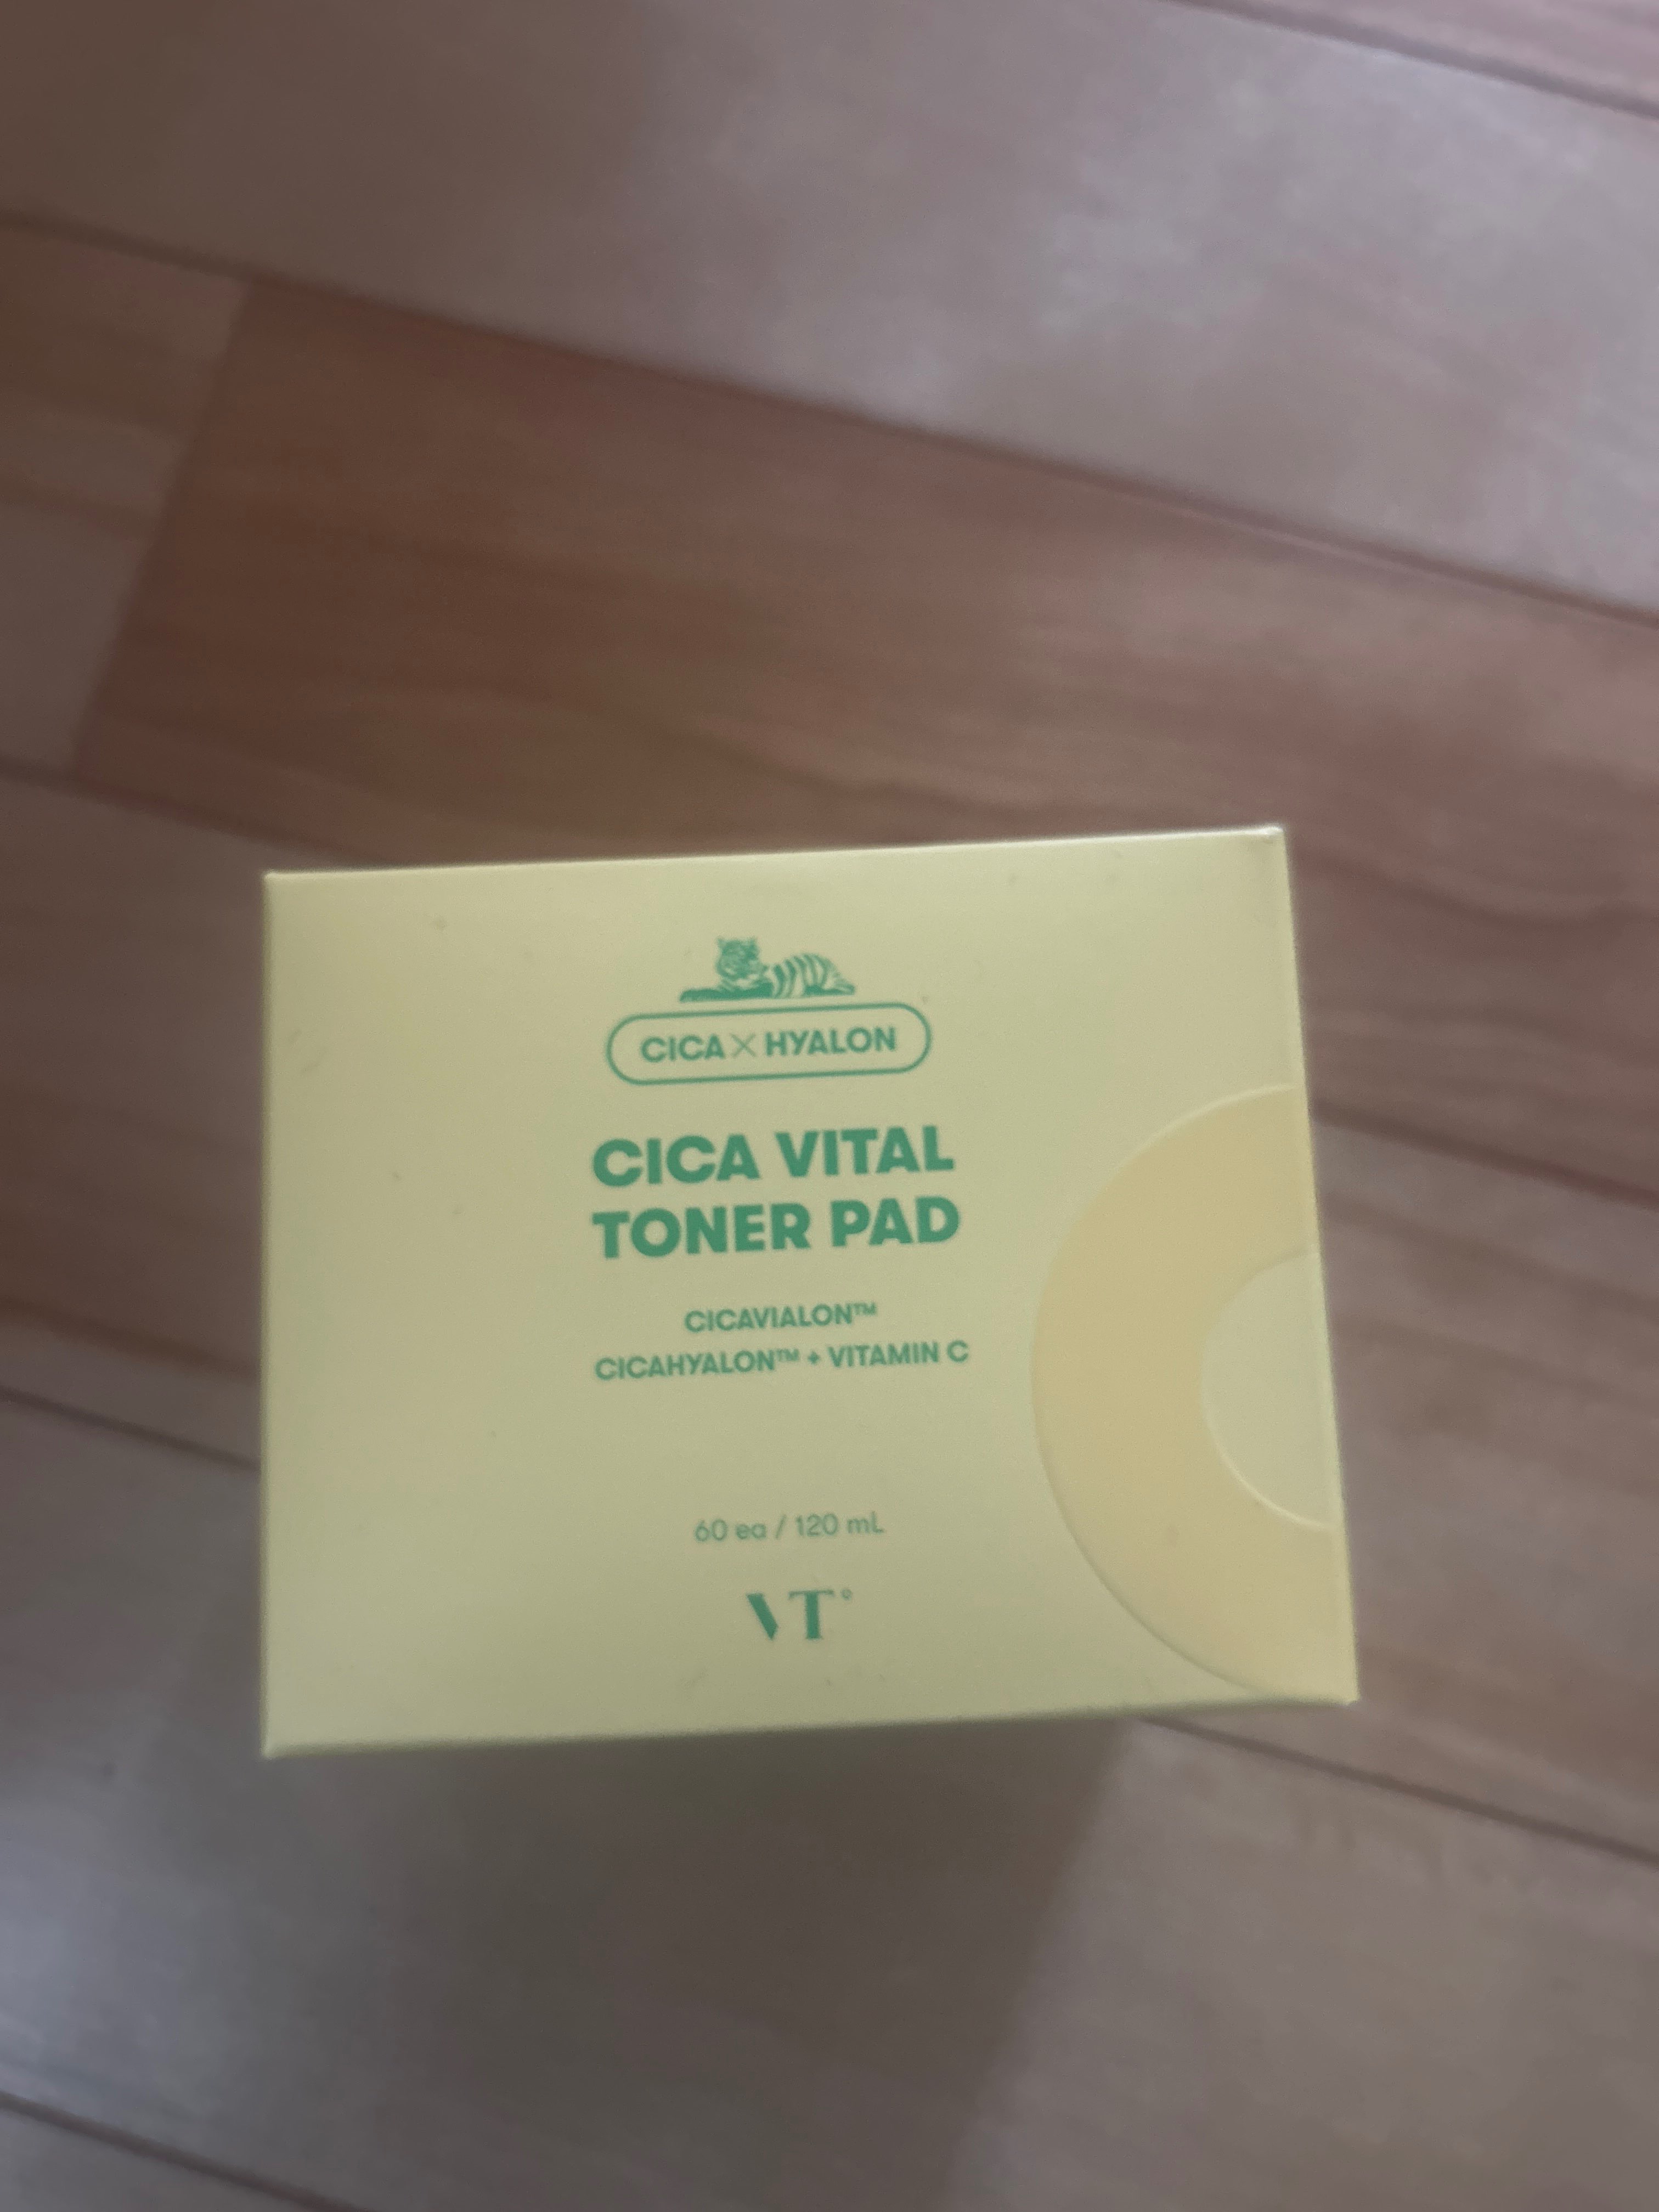 CICA×HYALON
CICA VITAL
TONER PAD
CICAVIALON™
CICAHYALON™ + VITAMIN C
60 ea / 120 mL
VT